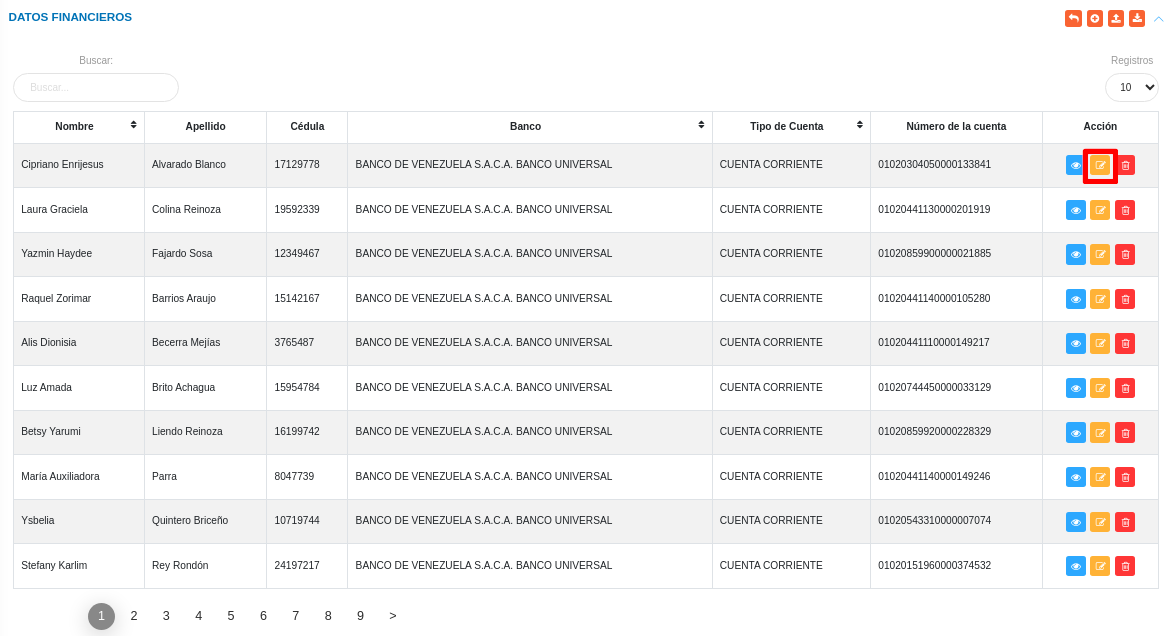 DATOS FINANCIEROS
Buscar:
Registros
Buscar...
10
Nombre Apellido Cédula Banco Tipo de Cuenta Número de la cuenta Acción
Cipriano Enrijesus Alvarado Blanco 17129778 BANCO DE VENEZUELA S.A.C.A. BANCO UNIVERSAL CUENTA CORRIENTE 01020304050000133841
Laura Graciela Colina Reinoza 19592339 BANCO DE VENEZUELA S.A.C.A. BANCO UNIVERSAL CUENTA CORRIENTE 01020441130000201919
Yazmin Haydee Fajardo Sosa 12349467 BANCO DE VENEZUELA S.A.C.A. BANCO UNIVERSAL CUENTA CORRIENTE 01020859900000021885
Raquel Zorimar Barrios Araujo 15142167 BANCO DE VENEZUELA S.A.C.A. BANCO UNIVERSAL CUENTA CORRIENTE 01020441140000105280
Alis Dionisia Becerra Mejías 3765487 BANCO DE VENEZUELA S.A.C.A. BANCO UNIVERSAL CUENTA CORRIENTE 01020441110000149217
Luz Amada Brito Achagua 15954784 BANCO DE VENEZUELA S.A.C.A. BANCO UNIVERSAL CUENTA CORRIENTE 01020744450000033129
Betsy Yarumi Liendo Reinoza 16199742 BANCO DE VENEZUELA S.A.C.A. BANCO UNIVERSAL CUENTA CORRIENTE 01020859920000228329
María Auxiliadora Parra 8047739 BANCO DE VENEZUELA S.A.C.A. BANCO UNIVERSAL CUENTA CORRIENTE 01020441140000149246
Ysbelia Quintero Briceño 10719744 BANCO DE VENEZUELA S.A.C.A. BANCO UNIVERSAL CUENTA CORRIENTE 01020543310000007074
Stefany Karlim Rey Rondón 24197217 BANCO DE VENEZUELA S.A.C.A. BANCO UNIVERSAL CUENTA CORRIENTE 01020151960000374532
1 2 3 4 5 6 7 8 9 >